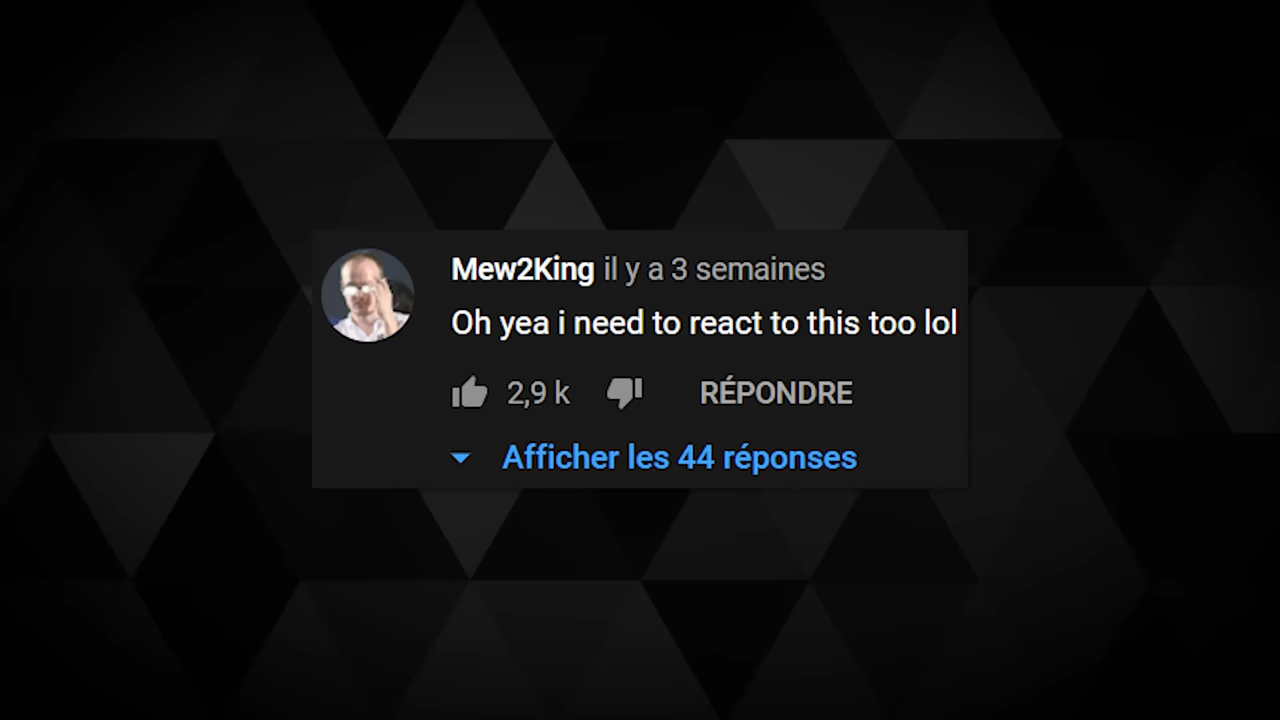 Mew2King il y a 3 semaines
Oh yea i need to react to this too lol
2,9 k RÉPONDRE
Afficher les 44 réponses